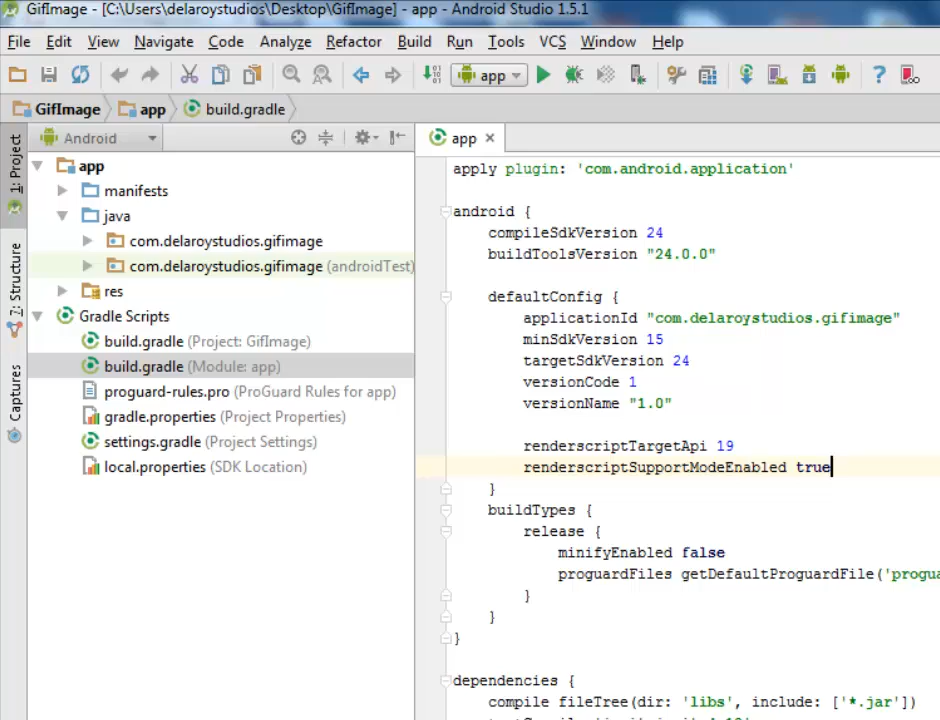 GifImage - [C:\Users\delaroystudios\Desktop\GifImage] - app - Android Studio 1.5.1
File Edit View Navigate Code Analyze Refactor Build Run Tools VCS Window Help
app
GifImage app build.gradle
1: Project
7: Structure
Captures
Android
app
manifests
java
com.delaroystudios.gifimage
com.delaroystudios.gifimage (androidTest)
res
Gradle Scripts
build.gradle (Project: GifImage)
build.gradle (Module: app)
proguard-rules.pro (ProGuard Rules for app)
gradle.properties (Project Properties)
settings.gradle (Project Settings)
local.properties (SDK Location)
app
apply plugin: 'com.android.application'
android {
compileSdkVersion 24
buildToolsVersion "24.0.0"
defaultConfig {
applicationId "com.delaroystudios.gifimage"
minSdkVersion 15
targetSdkVersion 24
versionCode 1
versionName "1.0"
renderscriptTargetApi 19
renderscriptSupportModeEnabled true
}
buildTypes {
release {
minifyEnabled false
proguardFiles getDefaultProguardFile('progua
}
}
}
dependencies {
compile fileTree(dir: 'libs', include: ['*.jar'])